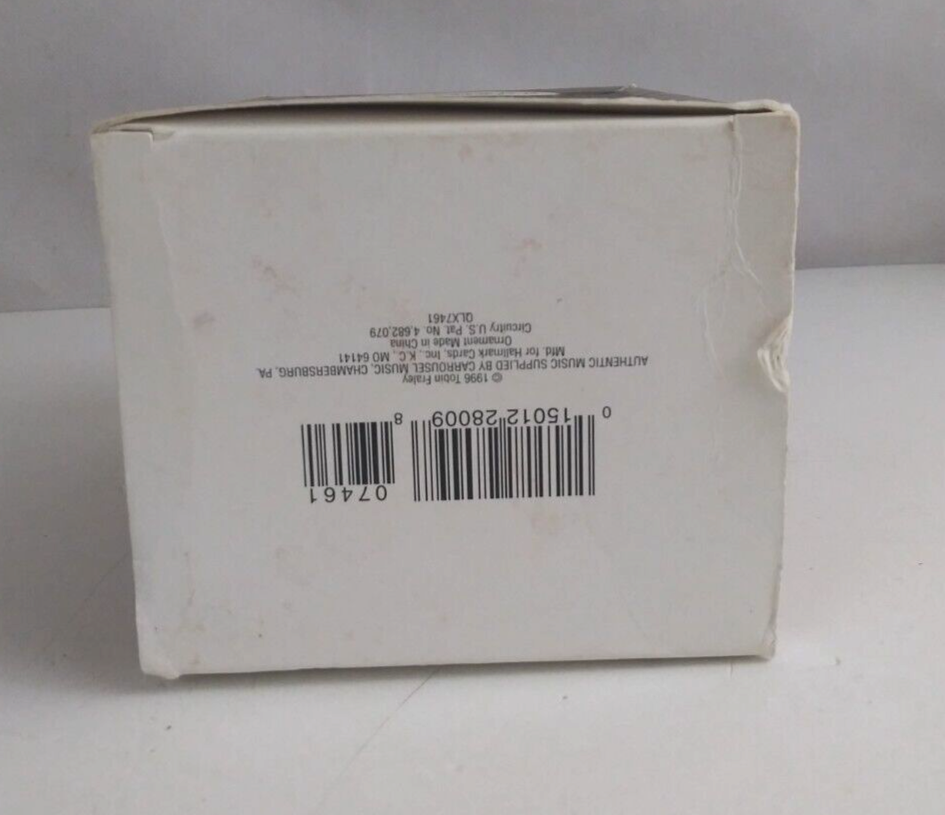 0 15012 28009 8
07461
© 1996 Tobin Fraley
AUTHENTIC MUSIC SUPPLIED BY CARROUSEL MUSIC, CHAMBERSBURG, PA.
Mfd. for Hallmark Cards, Inc., K.C., MO 64141
Ornament Made in China
Circuitry U.S. Pat. No. 4,682,079
QLX7461